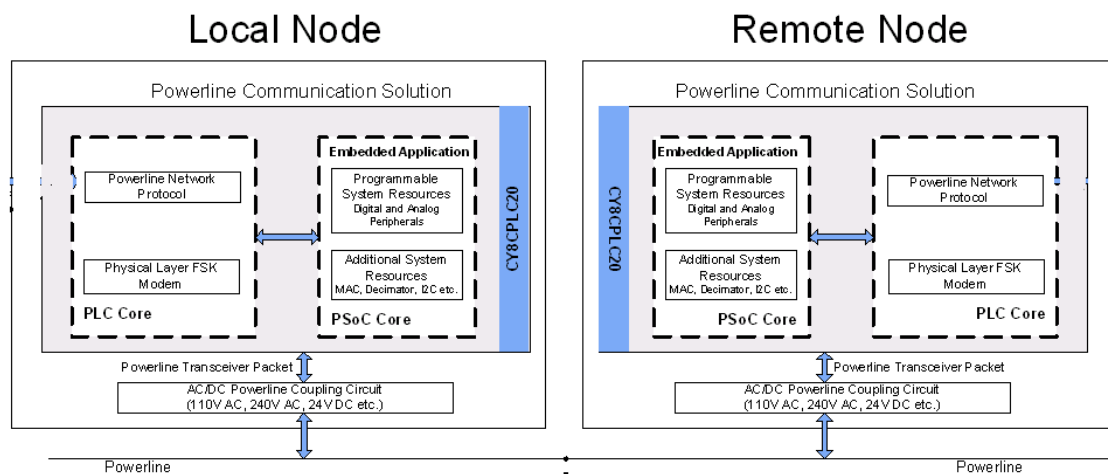 Local Node
Powerline Communication Solution
Powerline Network
Protocol
Physical Layer FSK
Modem
PLC Core
Embedded Application
Programmable
System Resources
Digital and Analog
Peripherals
Additional System
Resources
MAC, Decimator, I2C etc.
PSoC Core
CY8CPLC20
Powerline Transceiver Packet
AC/DC Powerline Coupling Circuit
(110V AC, 240V AC, 24V DC etc.)
Powerline
Remote Node
Powerline Communication Solution
CY8CPLC20
Embedded Application
Programmable
System Resources
Digital and Analog
Peripherals
Additional System
Resources
MAC, Decimator, I2C etc.
PSoC Core
Powerline Network
Protocol
Physical Layer FSK
Modem
PLC Core
Powerline Transceiver Packet
AC/DC Powerline Coupling Circuit
(110V AC, 240V AC, 24V DC etc.)
Powerline